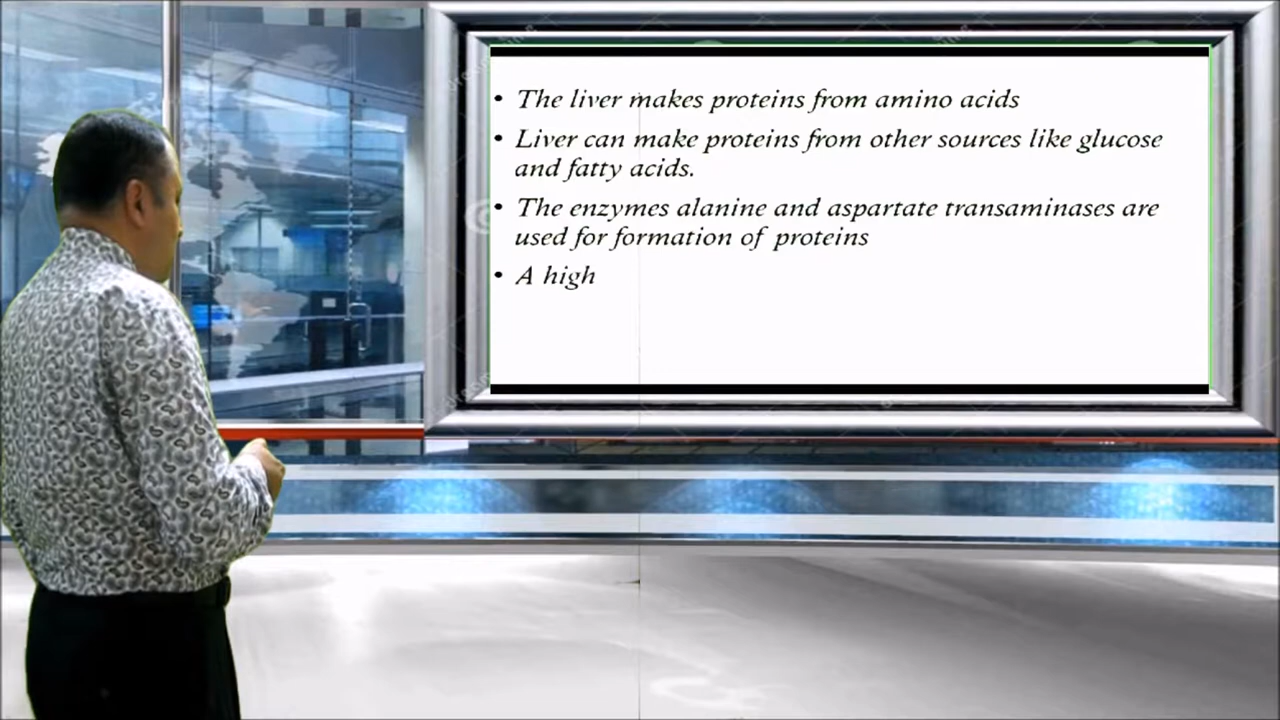 • The liver makes proteins from amino acids
• Liver can make proteins from other sources like glucose
and fatty acids.
• The enzymes alanine and aspartate transaminases are
used for formation of proteins
• A high